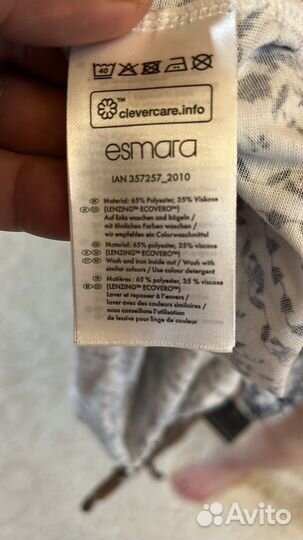 40
™
clevercare.info
esmara
IAN 357257_2010
Material: 65% Polyester, 35% Viskose
(LENZING™ ECOVERO™)
Auf links waschen und bügeln /
mit ähnlichen Farben waschen /
wir empfehlen ein Colorwaschmittel
Material: 65% polyester, 35% viscose
(LENZING™ ECOVERO™)
Wash and iron inside out / Wash with
similar colours / Use colour detergent
Matières : 65% polyester, 35 % viscose
(LENZING™ ECOVERO™)
Laver et repasser à l'envers /
laver avec des couleurs similaires /
nous conseillons l'utilisation
de lessive pour linge de couleur
Avito